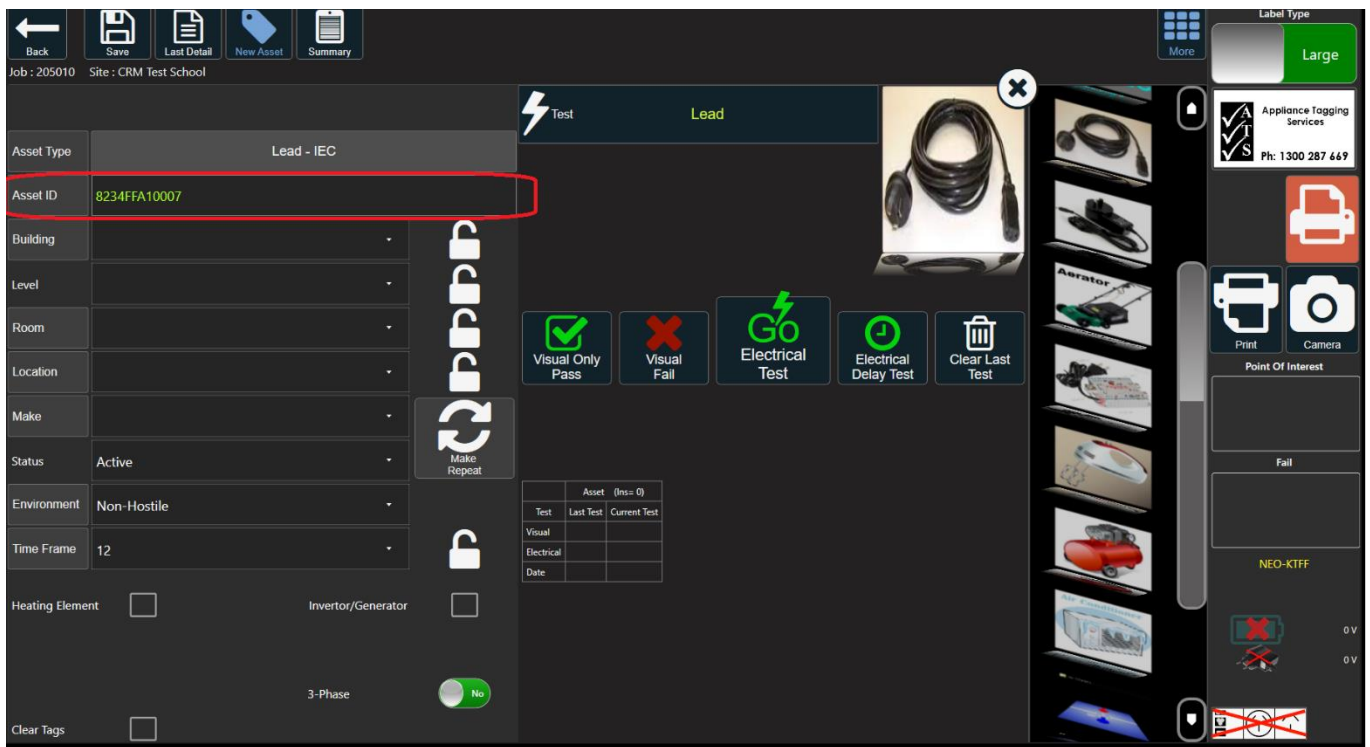 Back
Save
Last Detail
New Asset
Summary
More
Job : 205010 Site : CRM Test School
Label Type
Large
Appliance Tagging
Services
A
T
S
Ph: 1300 287 669
Test Lead
Asset Type Lead - IEC
Asset ID 8234FFA10007
Building
Level
Room
Location
Make
Make
Repeat
Status Active
Environment Non-Hostile
Time Frame 12
Heating Element
Invertor/Generator
3-Phase No
Clear Tags
Visual Only
Pass
Visual
Fail
Go
Electrical
Test
Electrical
Delay Test
Clear Last
Test
Asset (Ins= 0)
Test Last Test Current Test
Visual
Electrical
Date
Aerator
Air Conditioner
Print
Camera
Point Of Interest
Fail
NEO-KTFF
0 V
0 V